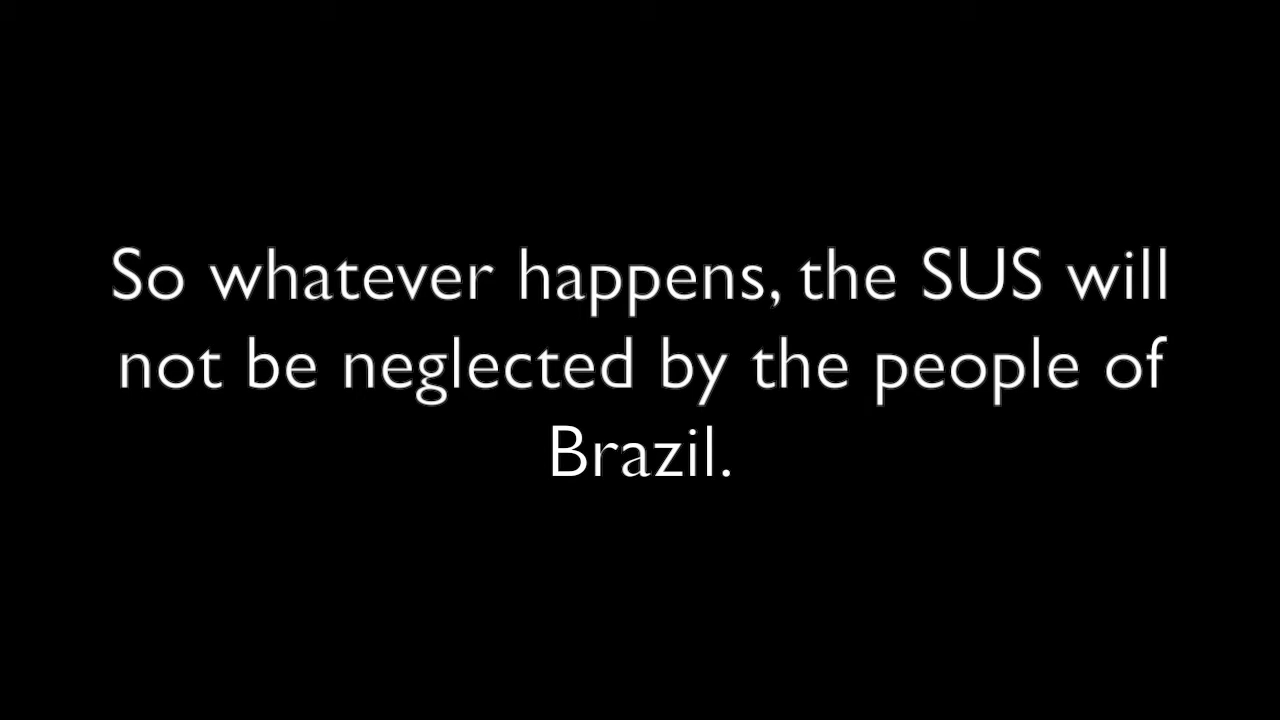 So whatever happens, the SUS will
not be neglected by the people of
Brazil.